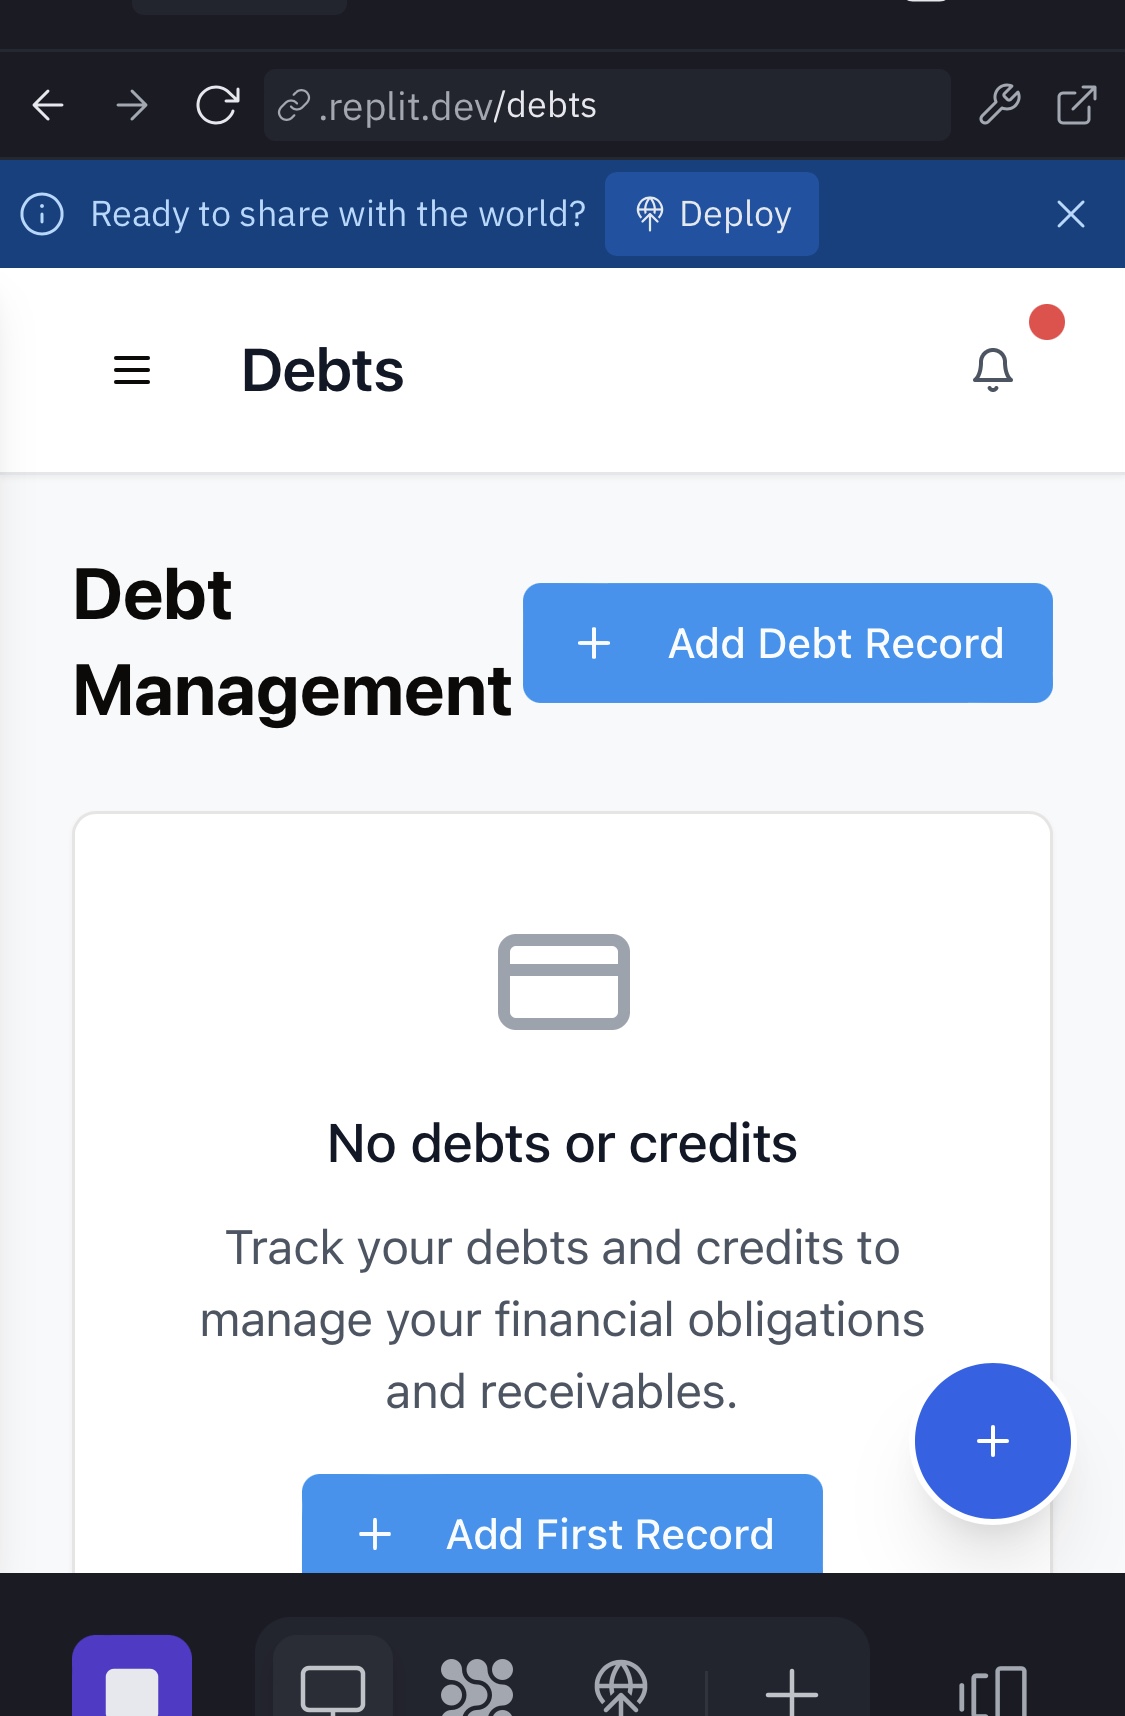 .replit.dev/debts
Ready to share with the world?
Deploy
Debts
Debt
Management
Add Debt Record
No debts or credits
Track your debts and credits to
manage your financial obligations
and receivables.
Add First Record